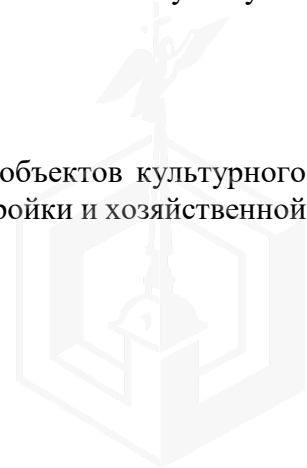 объектов культурного
ройки и хозяйственной